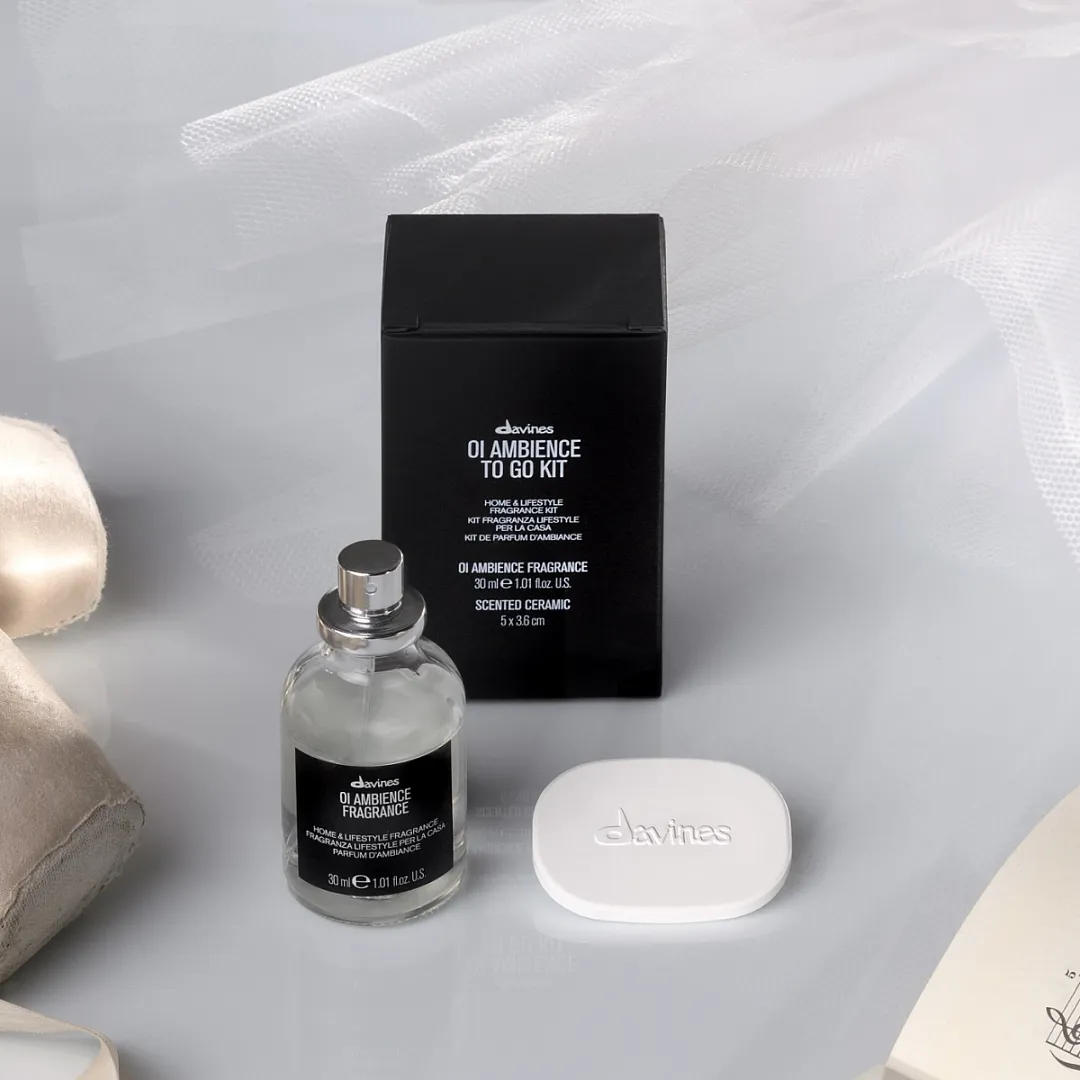 davines
OI AMBIENCE
TO GO KIT
HOME & LIFESTYLE
FRAGRANCE KIT
KIT FRAGRANZA LIFESTYLE
PER LA CASA
KIT DE PARFUM D'AMBIANCE
OI AMBIENCE FRAGRANCE
30 ml ℮ 1.01 fl.oz. U.S.
SCENTED CERAMIC
5 x 3.6 cm
davines
OI AMBIENCE
FRAGRANCE
HOME & LIFESTYLE FRAGRANCE
FRAGRANZA LIFESTYLE PER LA CASA
PARFUM D'AMBIANCE
30 ml ℮ 1.01 fl.oz. U.S.
davines